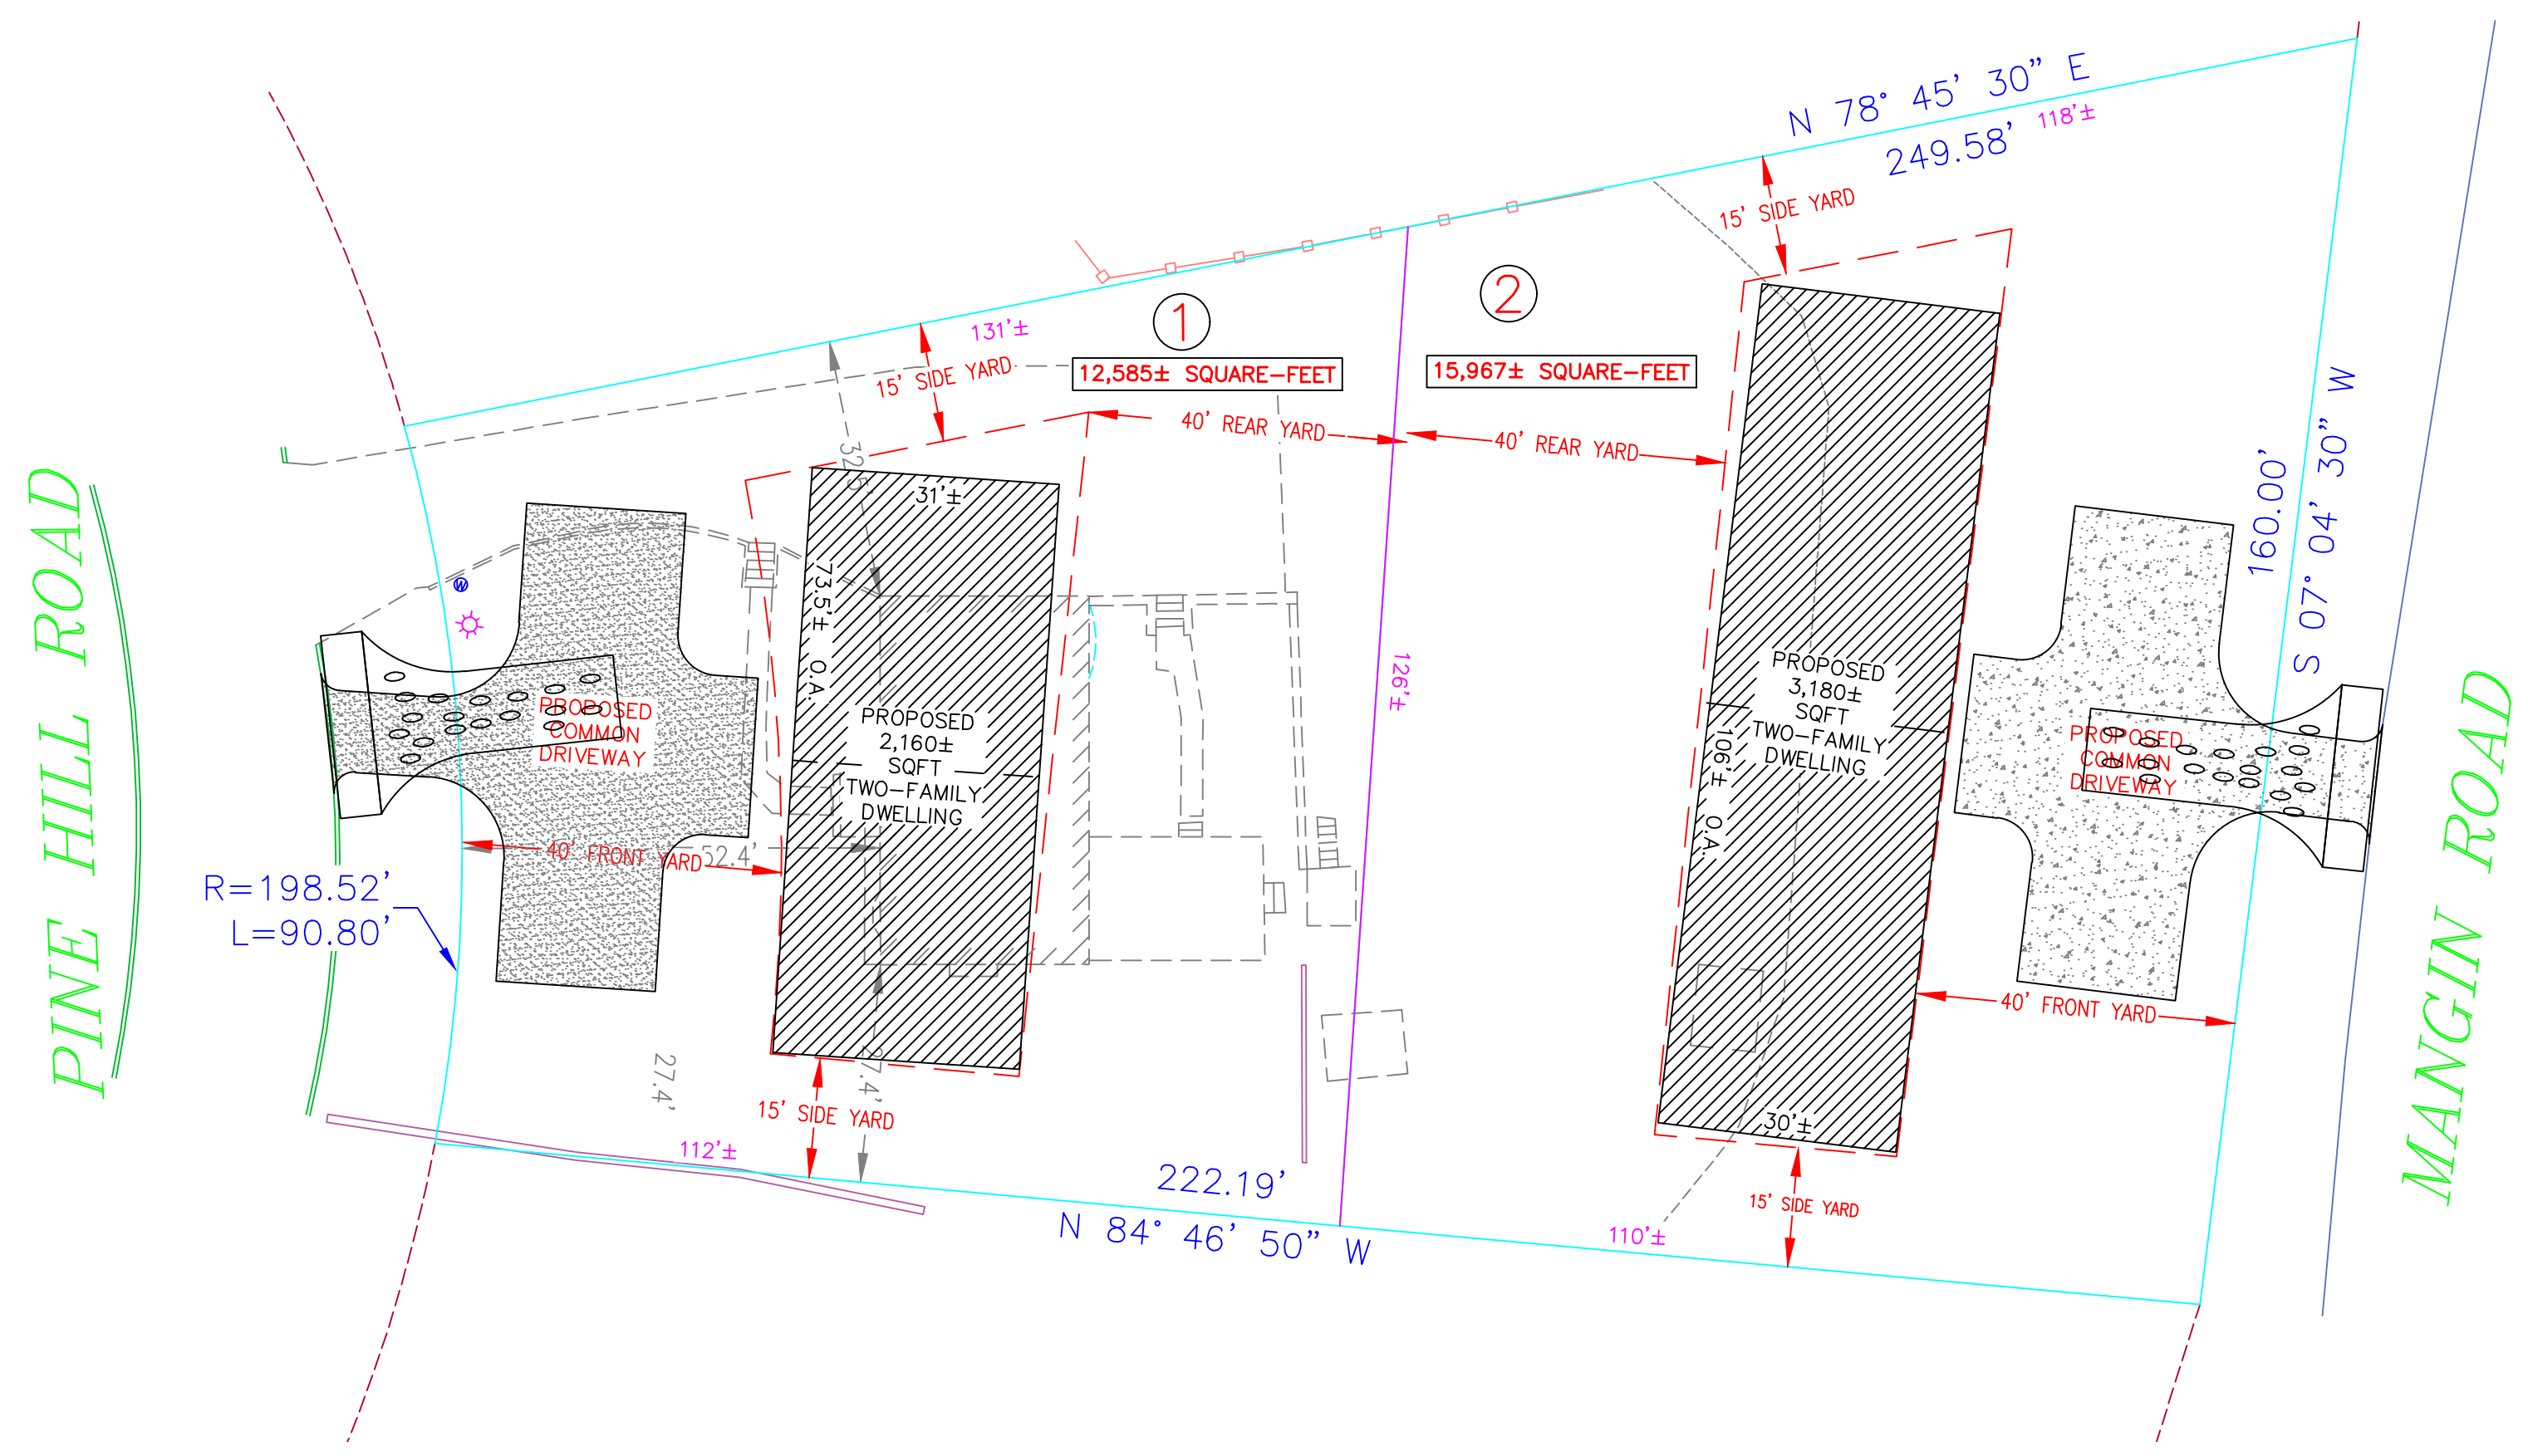 N 78° 45' 30" E
249.58'
118'±
15' SIDE YARD
1
2
131'±
15' SIDE YARD
12,585± SQUARE-FEET
15,967± SQUARE-FEET
40' REAR YARD
40' REAR YARD
32.5'
31'±
73.5'± O.A.
PINE HILL ROAD
W
PROPOSED
COMMON
DRIVEWAY
PROPOSED
2,160±
SQFT
TWO-FAMILY
DWELLING
126'±
PROPOSED
3,180±
SQFT
TWO-FAMILY
DWELLING
106'± O.A.
PROPOSED
COMMON
DRIVEWAY
160.00'
S 07° 04' 30" W
MANGIN ROAD
40' FRONT YARD
52.4'
R=198.52'
L=90.80'
40' FRONT YARD
27.4'
27.4'
15' SIDE YARD
30'±
112'±
222.19'
N 84° 46' 50" W
15' SIDE YARD
110'±